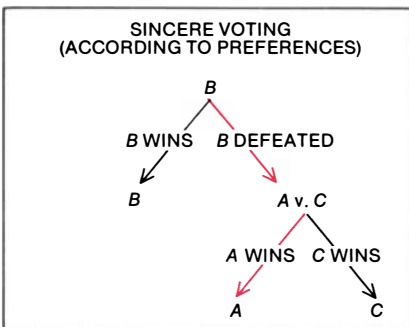 SINCERE VOTING
(ACCORDING TO PREFERENCES)
B
B WINS B DEFEATED
B A v. C
A WINS C WINS
A C